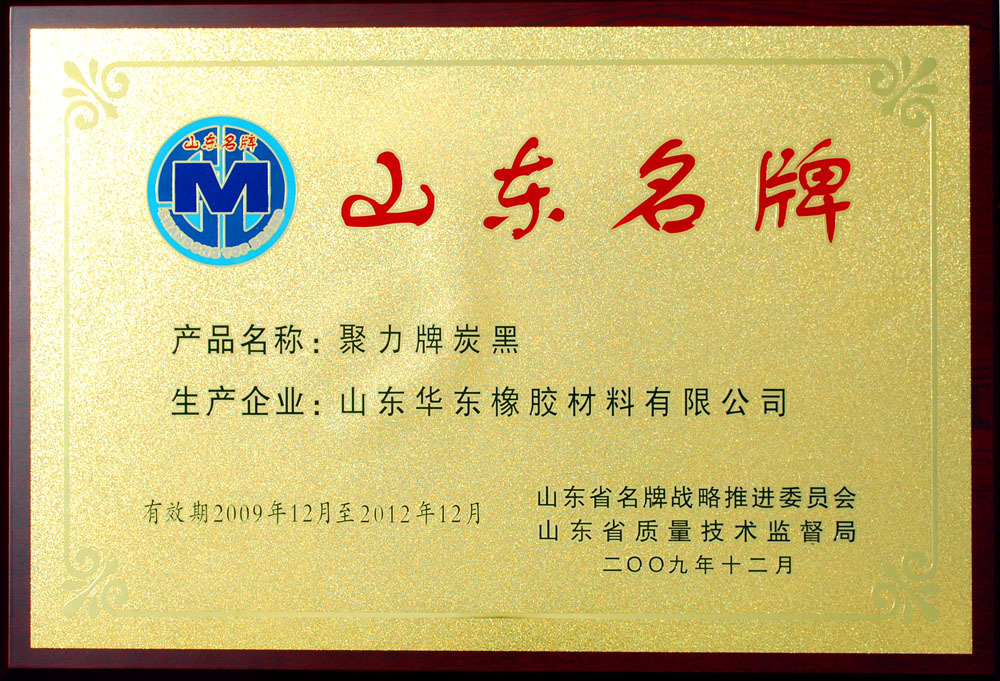 山东名牌
M
SHANDONG TOP BRAND
山东名牌
产品名称：聚力牌炭黑
生产企业：山东华东橡胶材料有限公司
有效期2009年12月至2012年12月
山东省名牌战略推进委员会
山东省质量技术监督局
二〇〇九年十二月